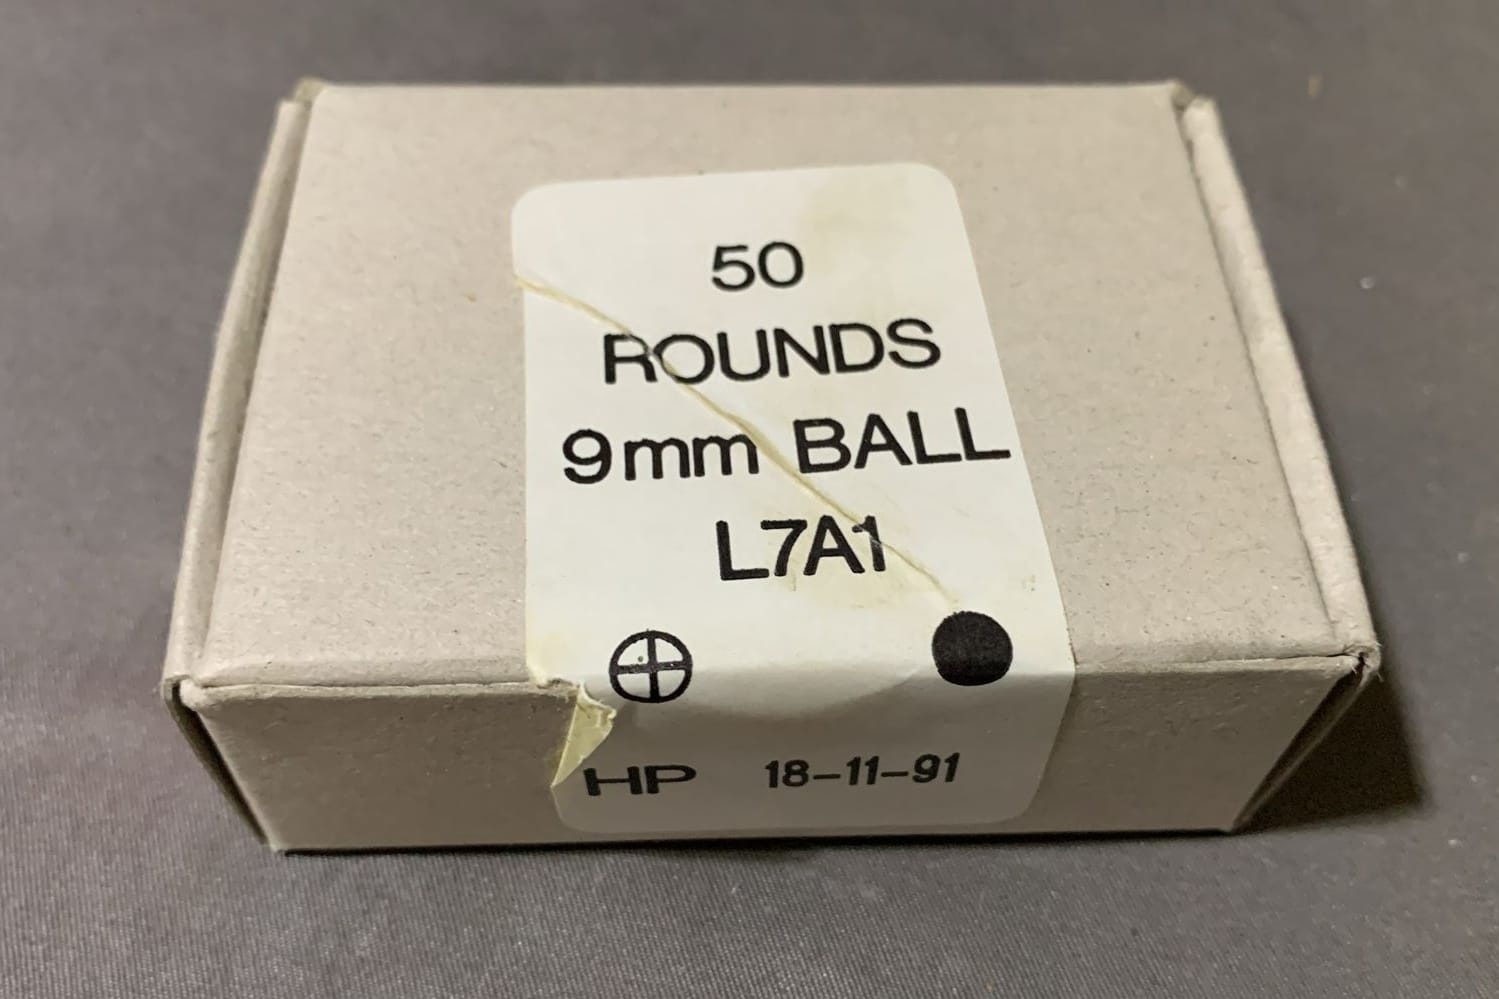 50
ROUNDS
9mm BALL
L7A1
HP 18-11-91